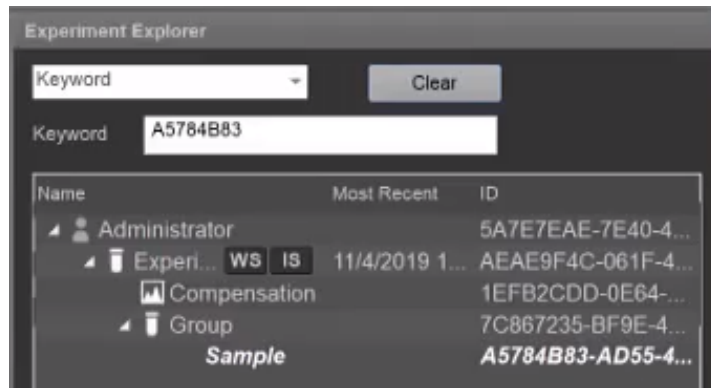 Experiment Explorer
Keyword Clear
Keyword A5784B83
Name Most Recent ID
Administrator 5A7E7EAE-7E40-4...
Experi... WS IS 11/4/2019 1... AEAE9F4C-061F-4...
Compensation 1EFB2CDD-0E64-...
Group 7C867235-BF9E-4...
Sample A5784B83-AD55-4...